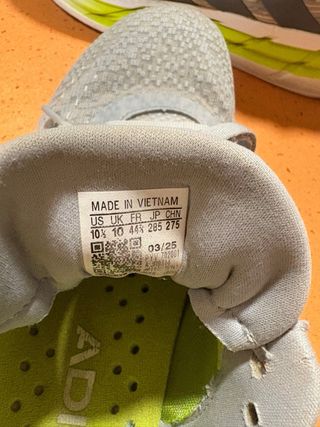 MADE IN VIETNAM
US UK FR JP CHN
10½ 10 44⅔ 285 275
03/25
ADI